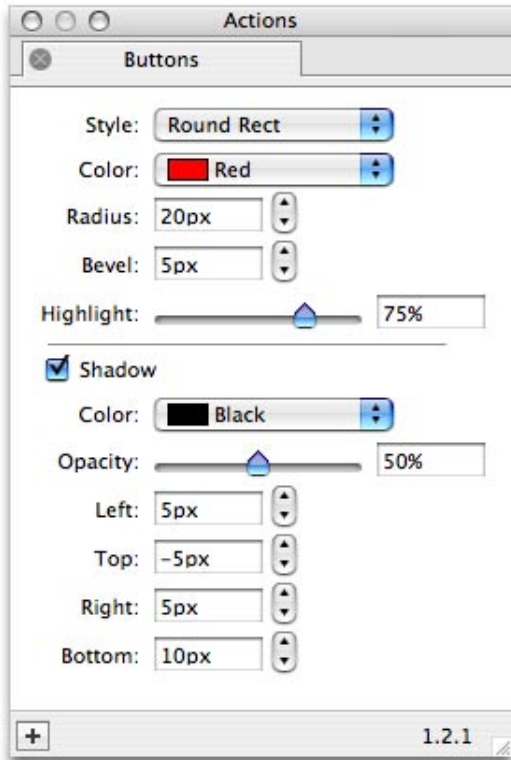 Actions
Buttons
Style: Round Rect
Color: Red
Radius: 20px
Bevel: 5px
Highlight: 75%
Shadow
Color: Black
Opacity: 50%
Left: 5px
Top: -5px
Right: 5px
Bottom: 10px
+ 1.2.1